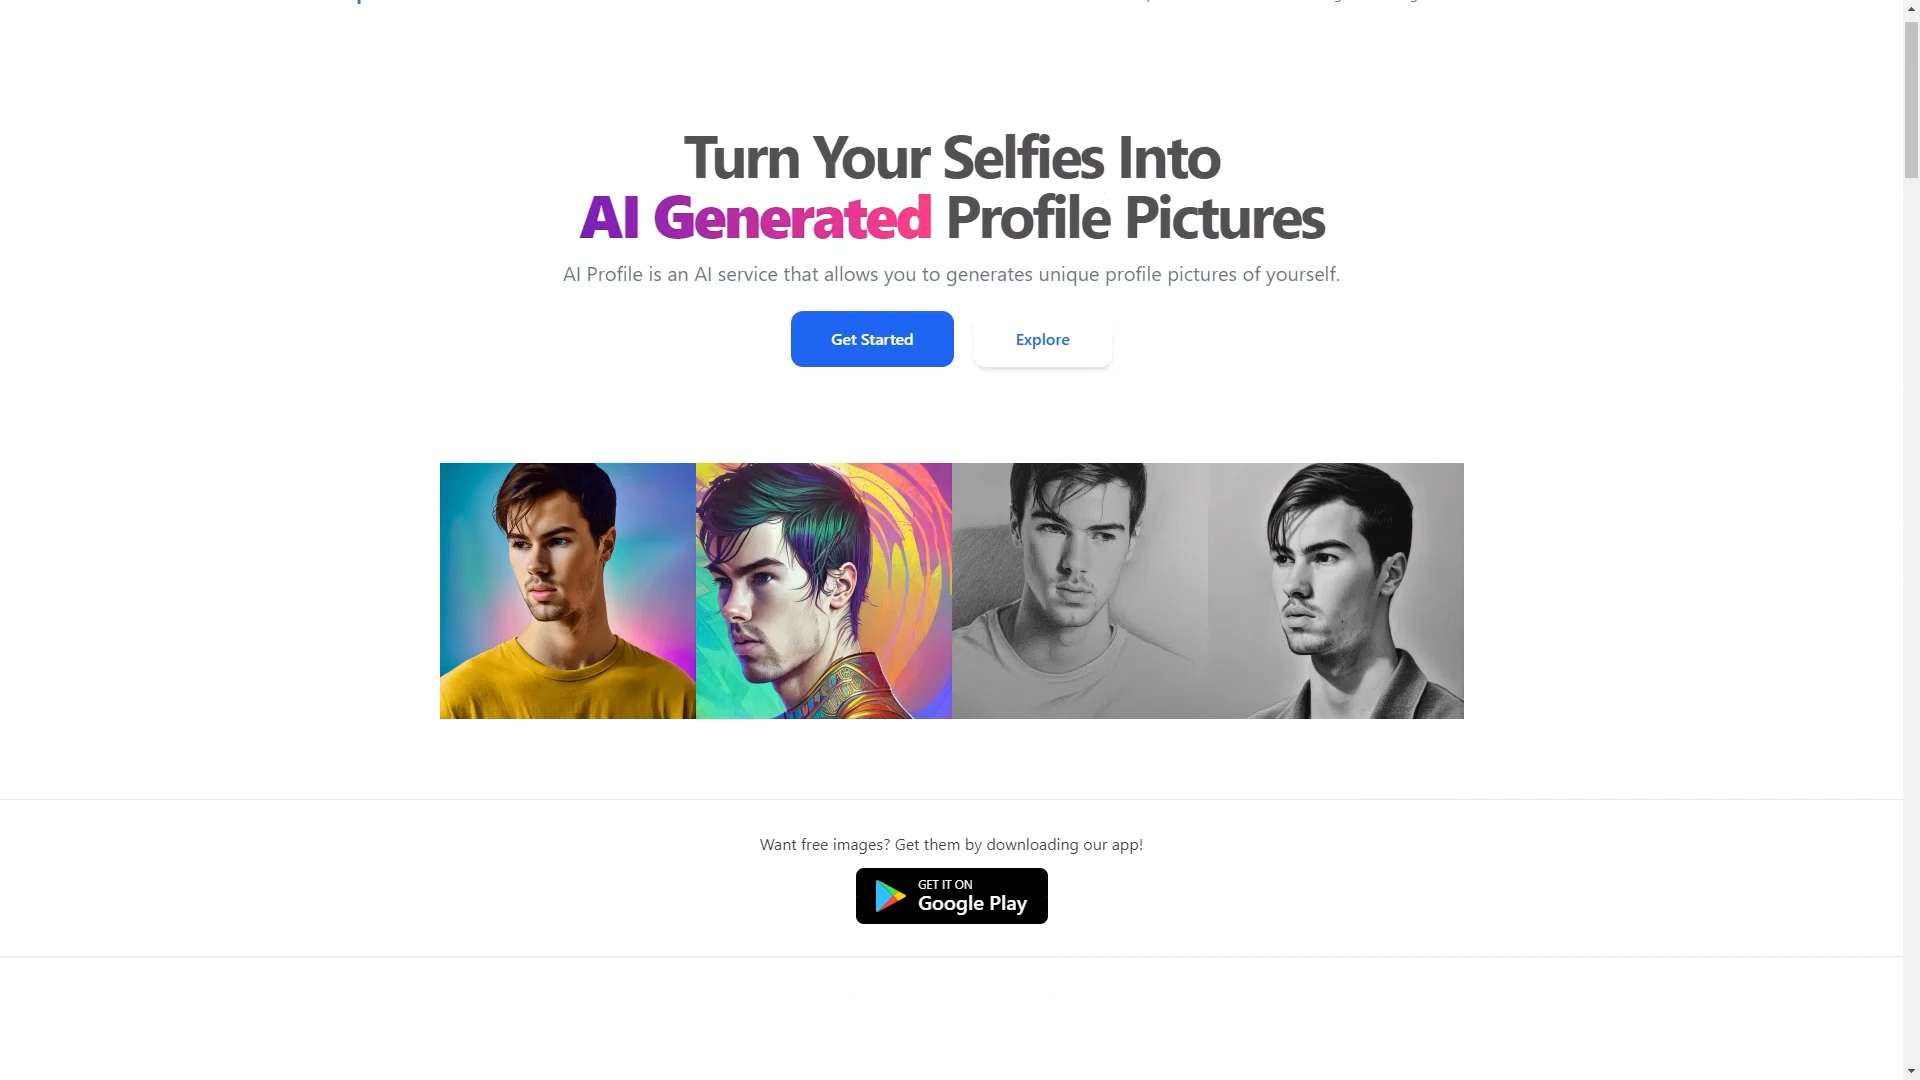 Turn Your Selfies Into
AI Generated Profile Pictures
AI Profile is an AI service that allows you to generates unique profile pictures of yourself.
Get Started
Explore
Want free images? Get them by downloading our app!
GET IT ON
Google Play